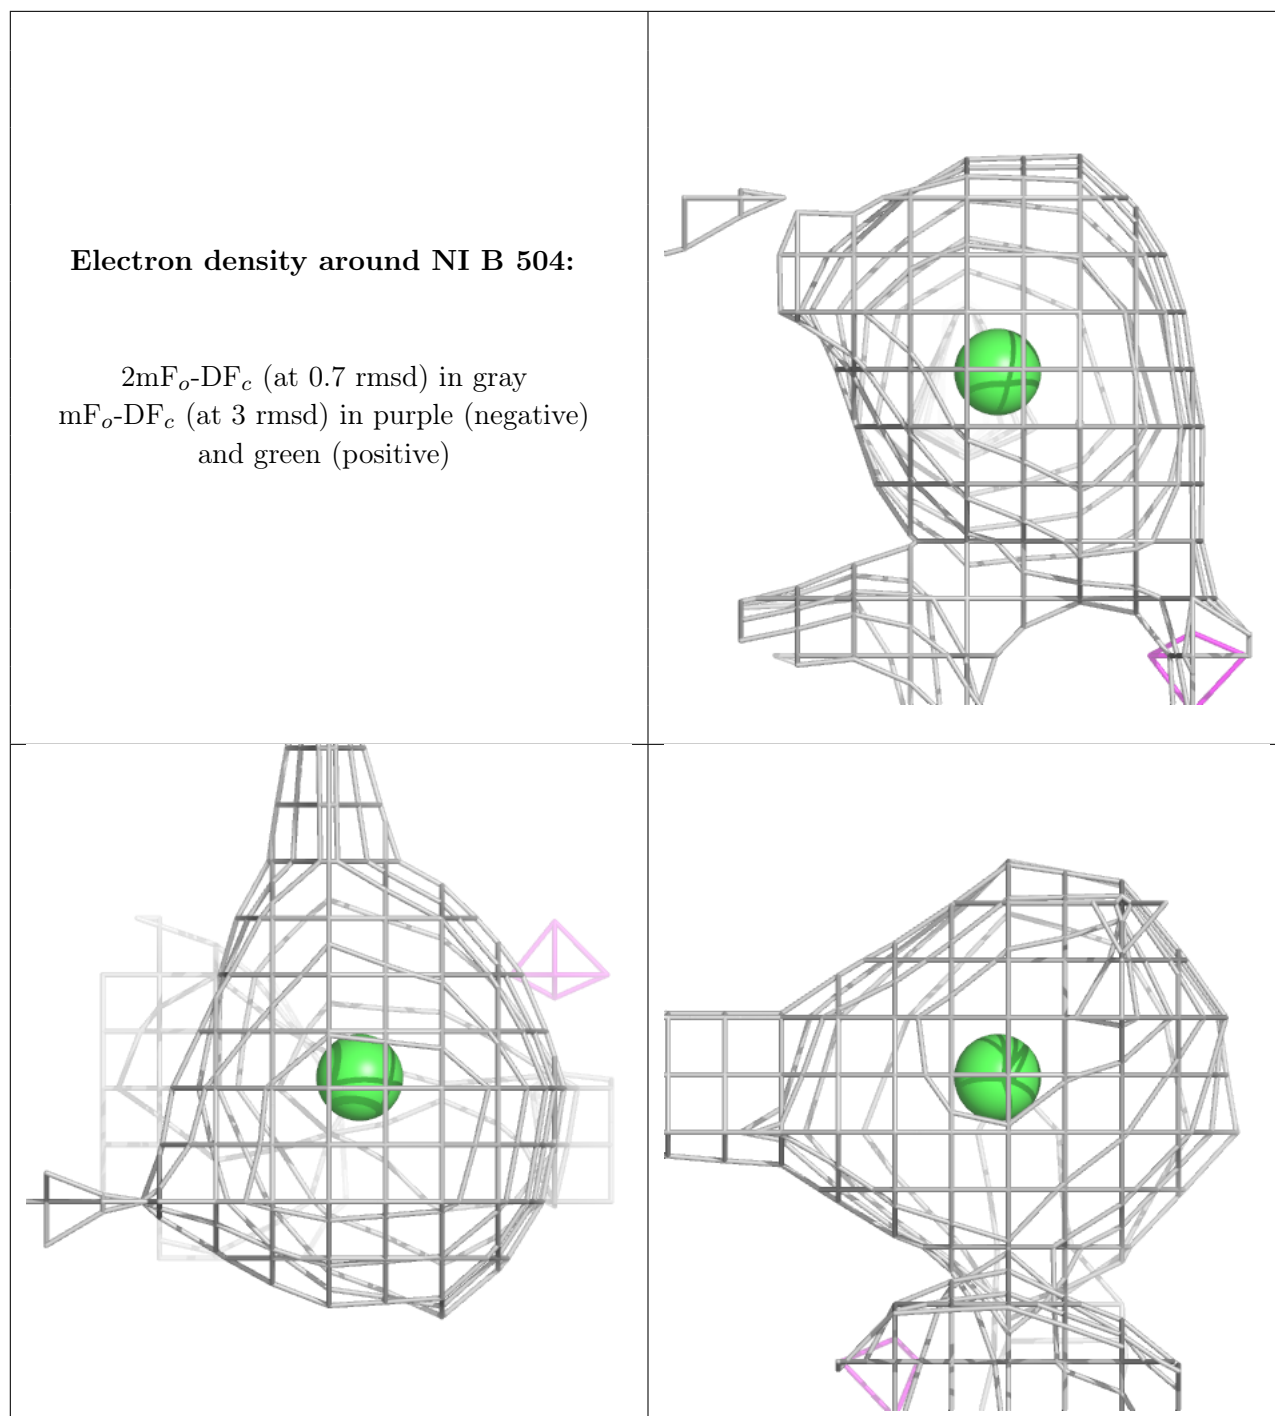 Electron density around NI B 504:
2mFo-DFc (at 0.7 rmsd) in gray
mFo-DFc (at 3 rmsd) in purple (negative)
and green (positive)